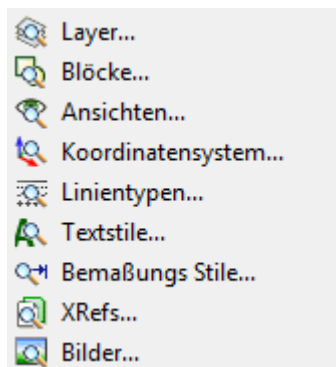 Layer...
Blöcke...
Ansichten...
Koordinatensystem...
Linientypen...
Textstile...
Bemaßungs Stile...
XRefs...
Bilder...